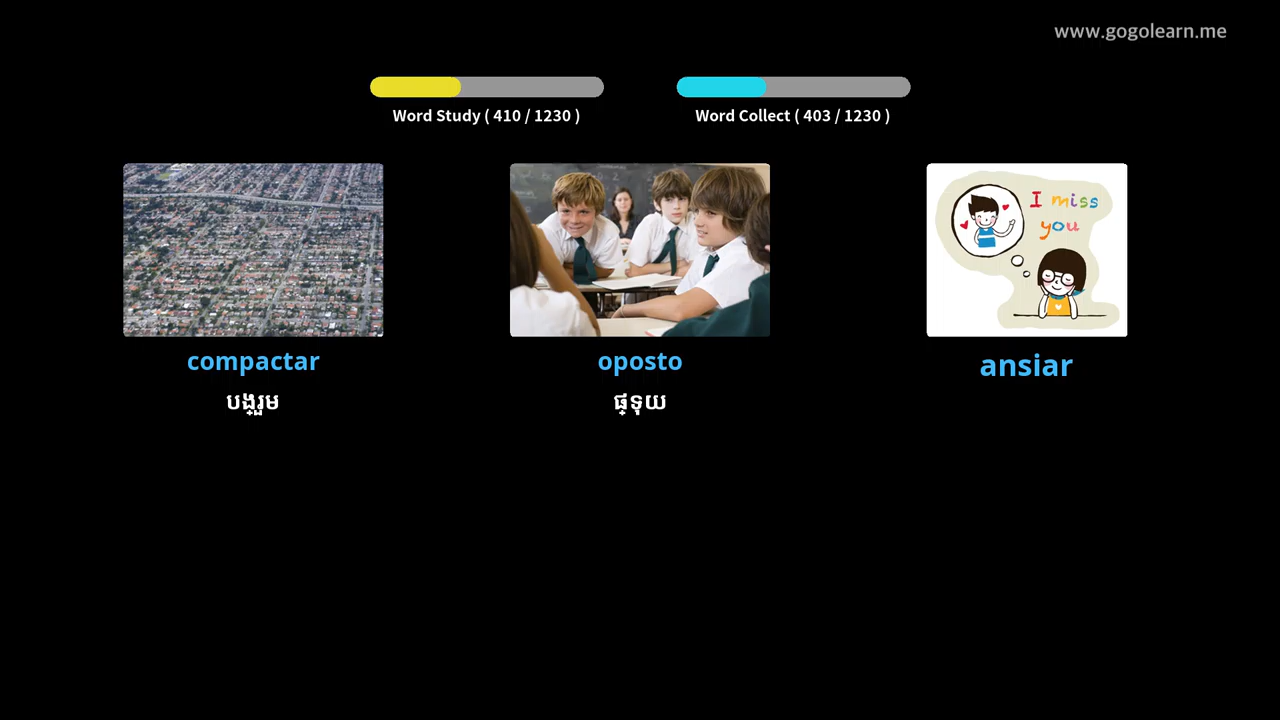 www.gogolearn.me
Word Study ( 410 / 1230 )
Word Collect ( 403 / 1230 )
I miss
you
compactar
oposto
ansiar
បង្រួម
ផ្ទុយ